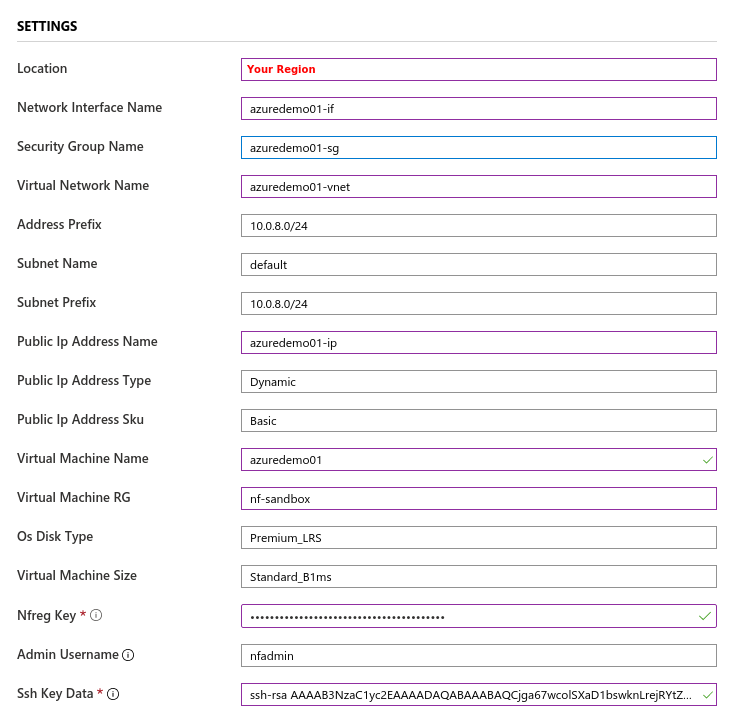 SETTINGS
Location Your Region
Network Interface Name azuredemo01-if
Security Group Name azuredemo01-sg
Virtual Network Name azuredemo01-vnet
Address Prefix 10.0.8.0/24
Subnet Name default
Subnet Prefix 10.0.8.0/24
Public Ip Address Name azuredemo01-ip
Public Ip Address Type Dynamic
Public Ip Address Sku Basic
Virtual Machine Name azuredemo01
Virtual Machine RG nf-sandbox
Os Disk Type Premium_LRS
Virtual Machine Size Standard_B1ms
Nfreg Key * ••••••••••••••••••••••••••••••••••••••••
Admin Username nfadmin
Ssh Key Data * ssh-rsa AAAAB3NzaC1yc2EAAAADAQABAAABAQCjga67wcolSXaD1bswknLrejRYtZ...